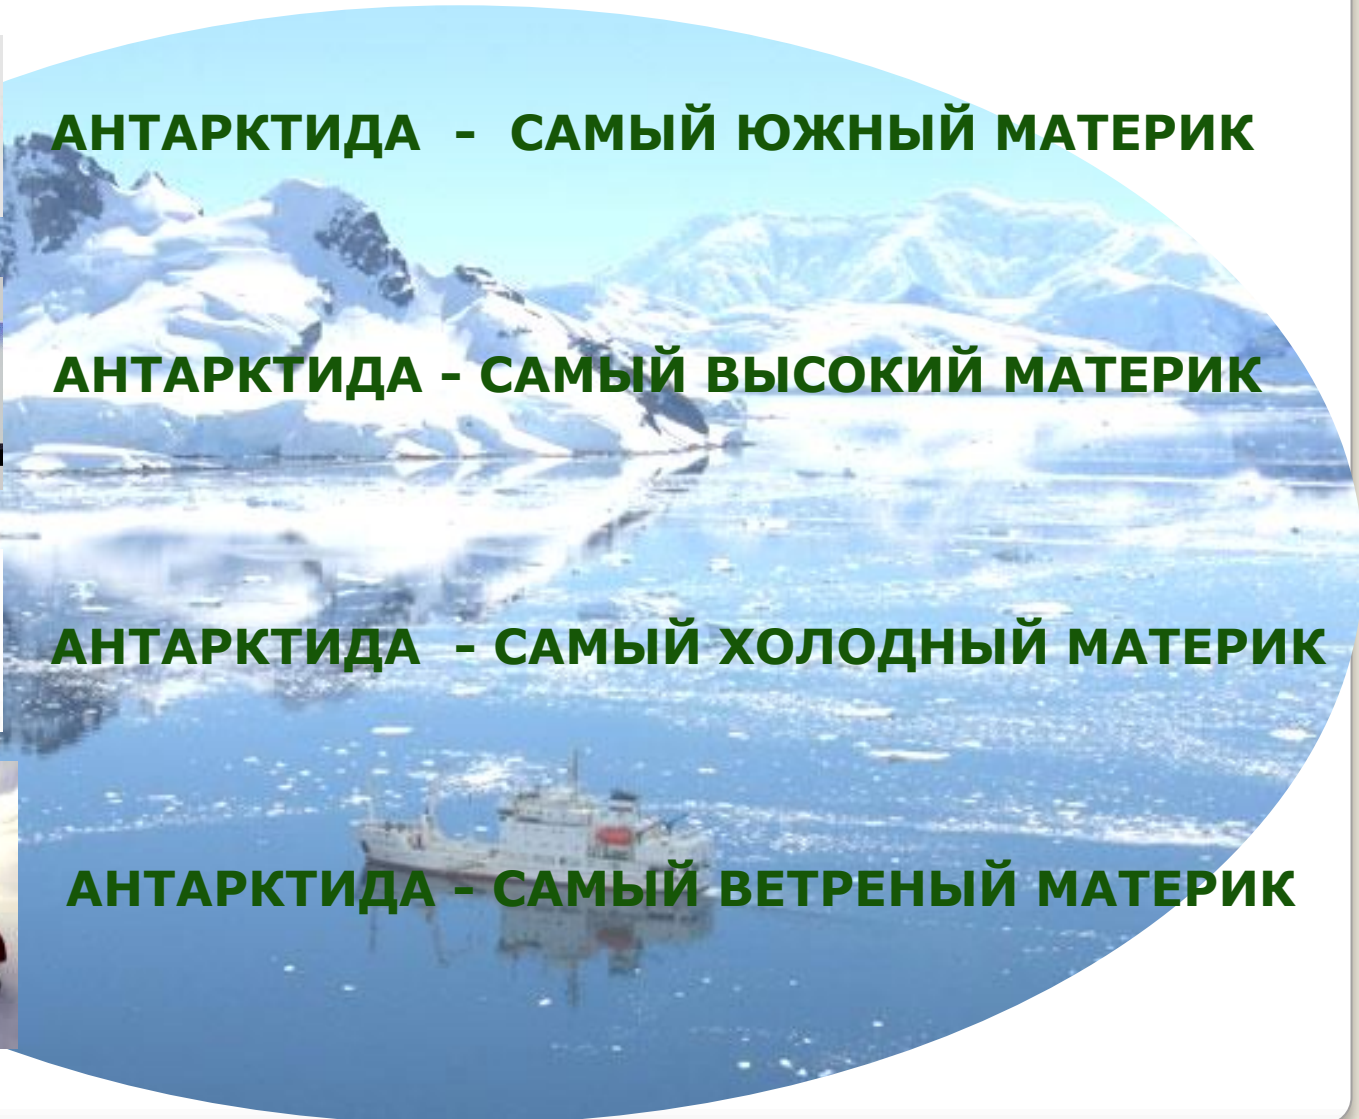 АНТАРКТИДА - САМЫЙ ЮЖНЫЙ МАТЕРИК
АНТАРКТИДА - САМЫЙ ВЫСОКИЙ МАТЕРИК
АНТАРКТИДА - САМЫЙ ХОЛОДНЫЙ МАТЕРИК
АНТАРКТИДА - САМЫЙ ВЕТРЕНЫЙ МАТЕРИК